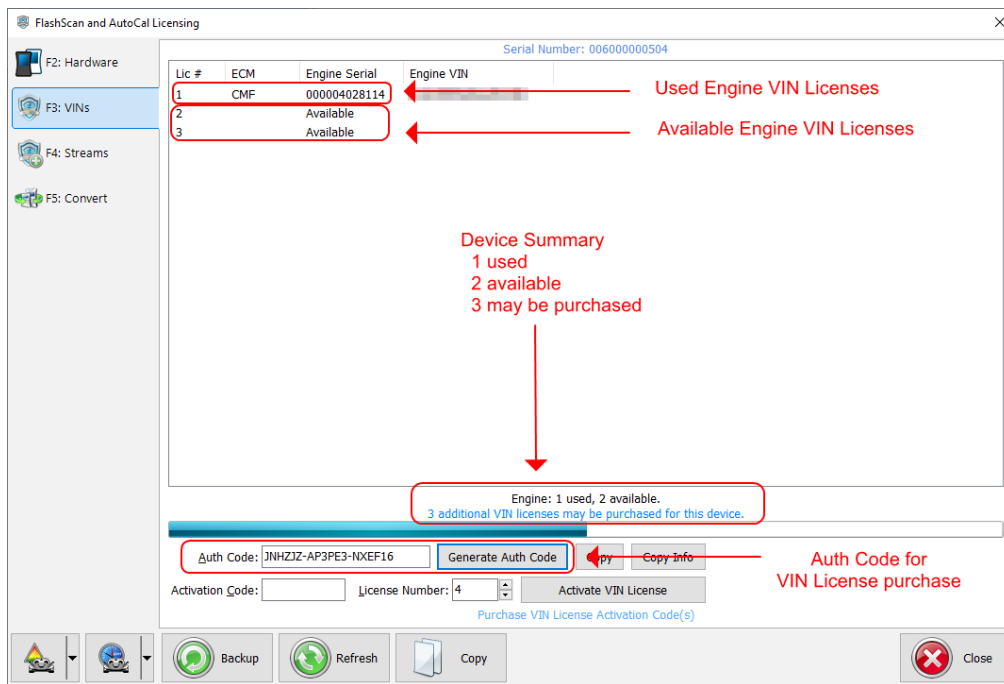 FlashScan and AutoCal Licensing
F2: Hardware
F3: VINs
F4: Streams
F5: Convert
Serial Number: 006000000504
Lic # ECM Engine Serial Engine VIN
1 CMF 000004028114
2 Available
3 Available
Used Engine VIN Licenses
Available Engine VIN Licenses
Device Summary
1 used
2 available
3 may be purchased
Engine: 1 used, 2 available.
3 additional VIN licenses may be purchased for this device.
Auth Code: JNHZJZ-AP3PE3-NXEF16 Generate Auth Code Copy Copy Info
Auth Code for
VIN License purchase
Activation Code: License Number: 4 Activate VIN License
Purchase VIN License Activation Code(s)
Backup Refresh Copy Close